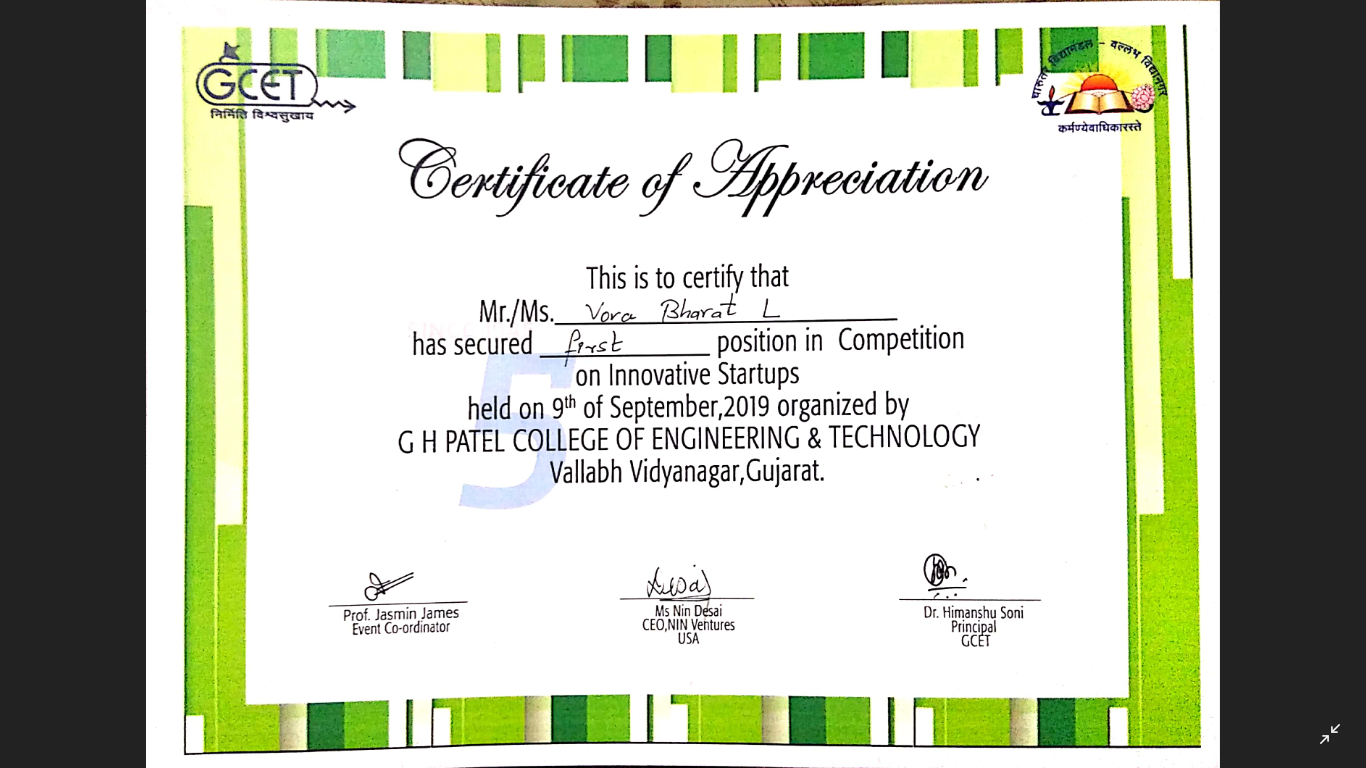 GCET
निर्मिति विश्वसुखाय
चारुतर विद्यामंडल - वल्लभ विद्यानगर
कर्मण्येवाधिकारस्ते
Certificate of Appreciation
This is to certify that
Mr./Ms. Vora Bharat L
has secured first position in Competition
on Innovative Startups
held on 9th of September,2019 organized by
G H PATEL COLLEGE OF ENGINEERING & TECHNOLOGY
Vallabh Vidyanagar,Gujarat.
5
Prof. Jasmin James
Event Co-ordinator
Desai
Ms Nin Desai
CEO,NIN Ventures
USA
Dr. Himanshu Soni
Principal
GCET